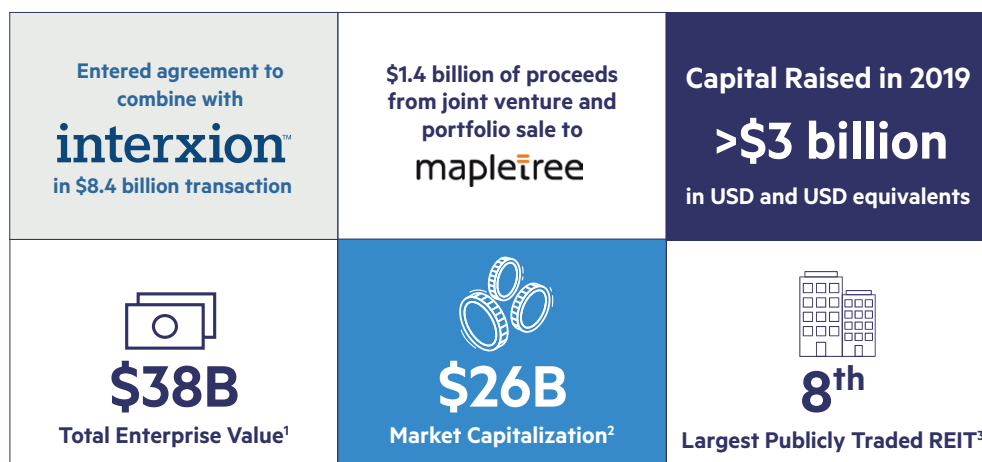 Entered agreement to
combine with
interxion™
in $8.4 billion transaction
$1.4 billion of proceeds
from joint venture and
portfolio sale to
mapletree
Capital Raised in 2019
>$3 billion
in USD and USD equivalents
$38B
Total Enterprise Value¹
$26B
Market Capitalization²
8th
Largest Publicly Traded REIT³